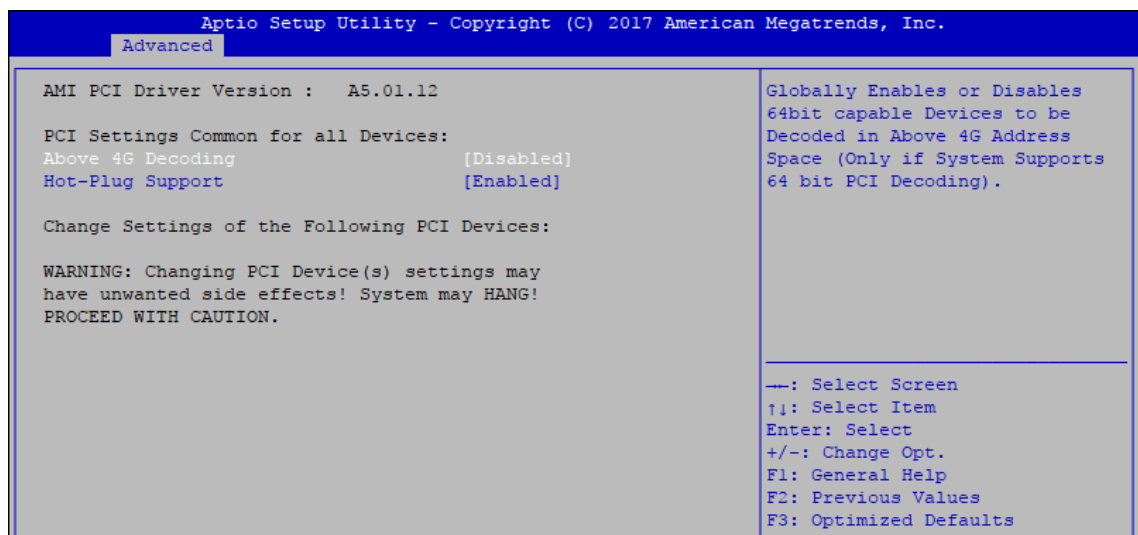 Aptio Setup Utility - Copyright (C) 2017 American Megatrends, Inc.
Advanced
AMI PCI Driver Version : A5.01.12
PCI Settings Common for all Devices:
Above 4G Decoding [Disabled]
Hot-Plug Support [Enabled]
Change Settings of the Following PCI Devices:
WARNING: Changing PCI Device(s) settings may
have unwanted side effects! System may HANG!
PROCEED WITH CAUTION.
Globally Enables or Disables
64bit capable Devices to be
Decoded in Above 4G Address
Space (Only if System Supports
64 bit PCI Decoding).
→←: Select Screen
↑↓: Select Item
Enter: Select
+/-: Change Opt.
F1: General Help
F2: Previous Values
F3: Optimized Defaults